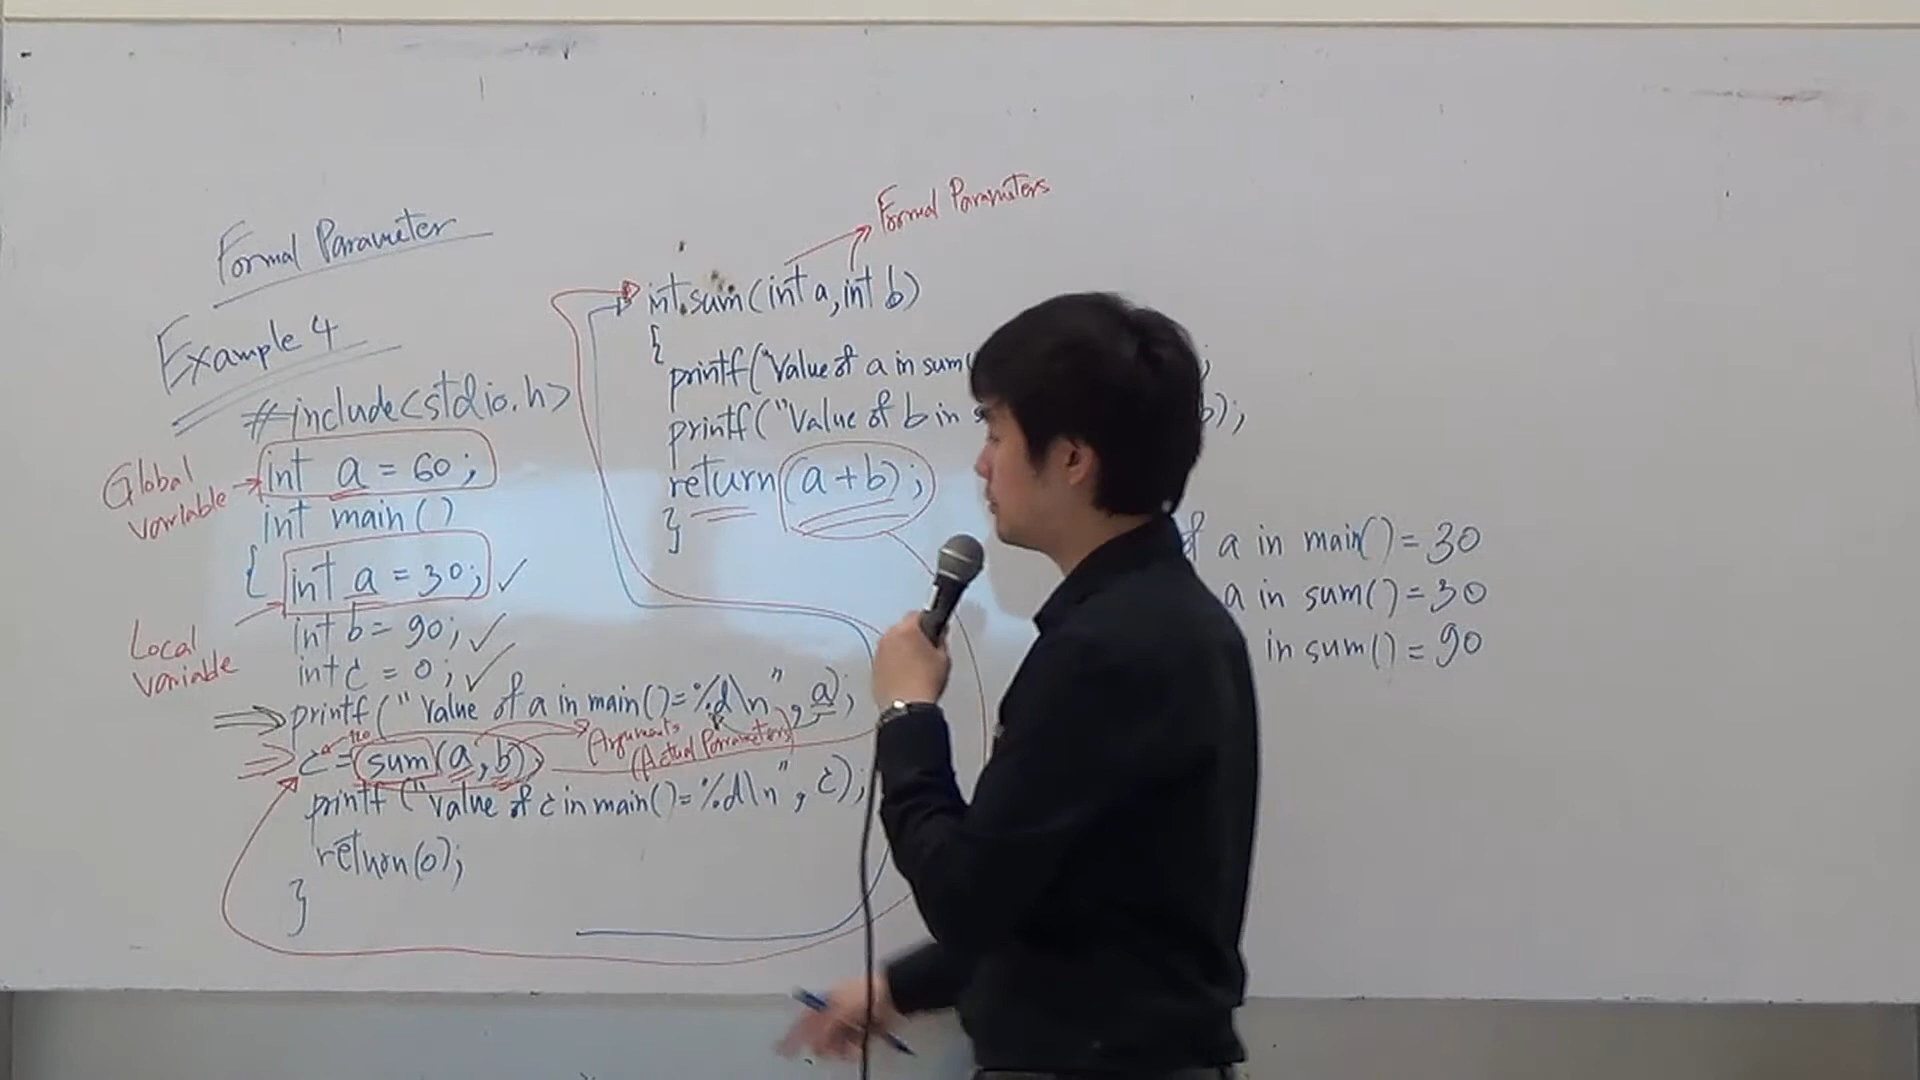 Formal Parameter
Example 4
#include<stdio.h>
Global variable
int a = 60;
int main()
{ int a = 30;
Local variable
int b = 90;
int c = 0;
printf("Value of a in main()=%d\n", a);
120
c = sum(a,b);
Arguments
(Actual Parameters)
printf("Value of c in main()=%d\n", c);
return(0);
}
Formal Parameters
int sum(int a, int b)
{
printf("Value of a in sum( ;
printf("Value of b in b);
return (a+b);
}
a in main()=30
a in sum()=30
in sum()=90